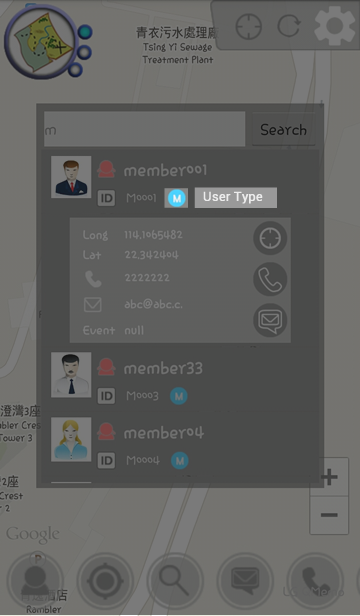 青衣污水處理廠
Tsing Yi Sewage
Treatment Plant
m
Search
member001
ID M0001 M User Type
Long 114.1065482
Lat 22.342404
2222222
abc@abc.c.
Event null
member33
ID M0003 M
member04
ID M0004 M
澄灣3座
Tower 3
2座
Crest
r 2
Google
P
酒店
Rambler